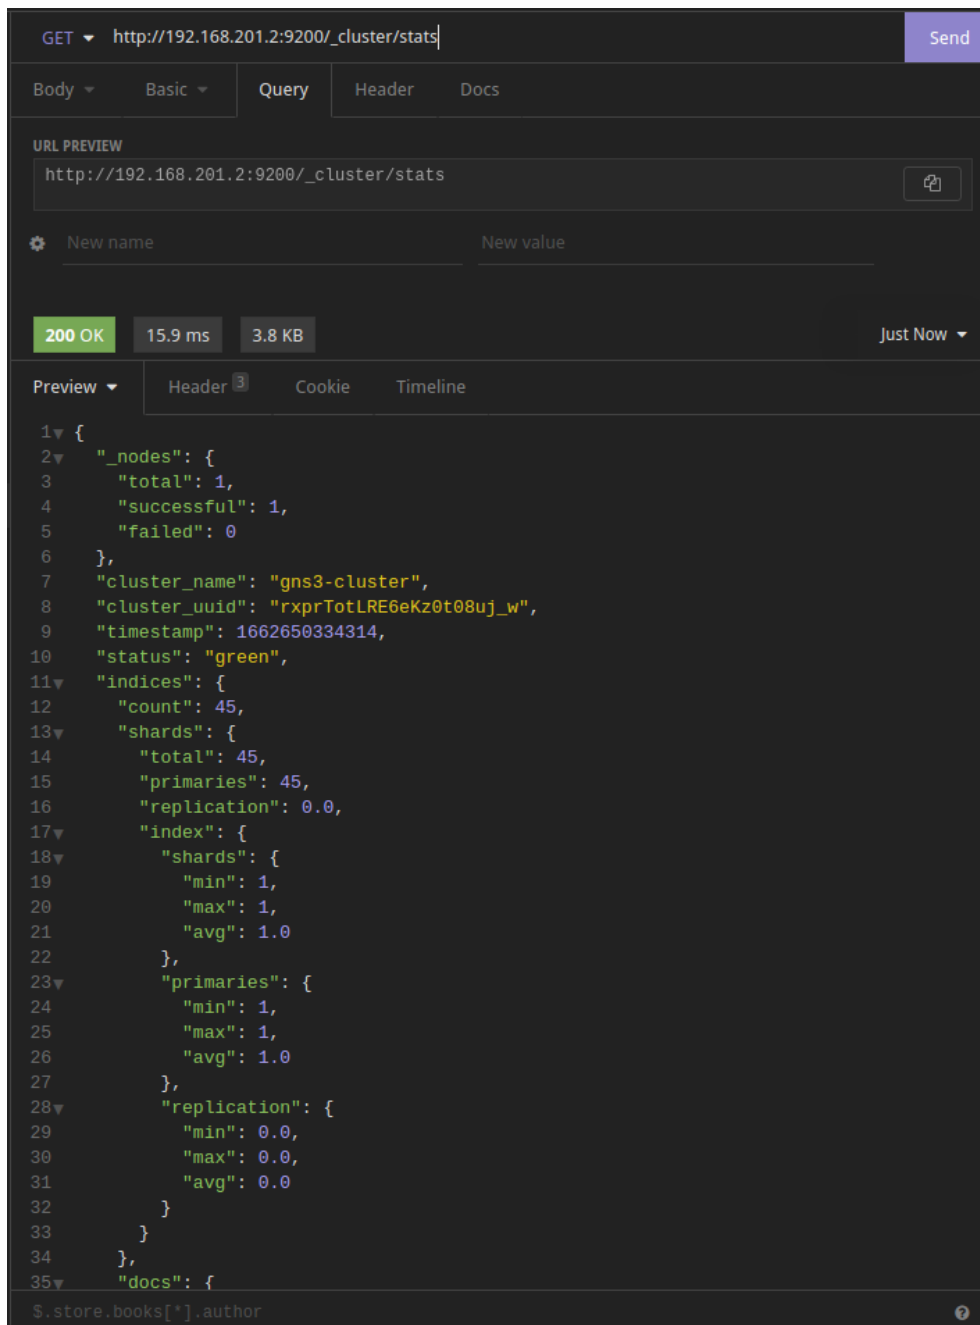 GET http://192.168.201.2:9200/_cluster/stats Send
Body Basic Query Header Docs
URL PREVIEW
http://192.168.201.2:9200/_cluster/stats
New name New value
200 OK 15.9 ms 3.8 KB Just Now
Preview Header 3 Cookie Timeline
1 {
2 "_nodes": {
3 "total": 1,
4 "successful": 1,
5 "failed": 0
6 },
7 "cluster_name": "gns3-cluster",
8 "cluster_uuid": "rxprTotLRE6eKz0t08uj_w",
9 "timestamp": 1662650334314,
10 "status": "green",
11 "indices": {
12 "count": 45,
13 "shards": {
14 "total": 45,
15 "primaries": 45,
16 "replication": 0.0,
17 "index": {
18 "shards": {
19 "min": 1,
20 "max": 1,
21 "avg": 1.0
22 },
23 "primaries": {
24 "min": 1,
25 "max": 1,
26 "avg": 1.0
27 },
28 "replication": {
29 "min": 0.0,
30 "max": 0.0,
31 "avg": 0.0
32 }
33 }
34 },
35 "docs": {
$.store.books[*].author